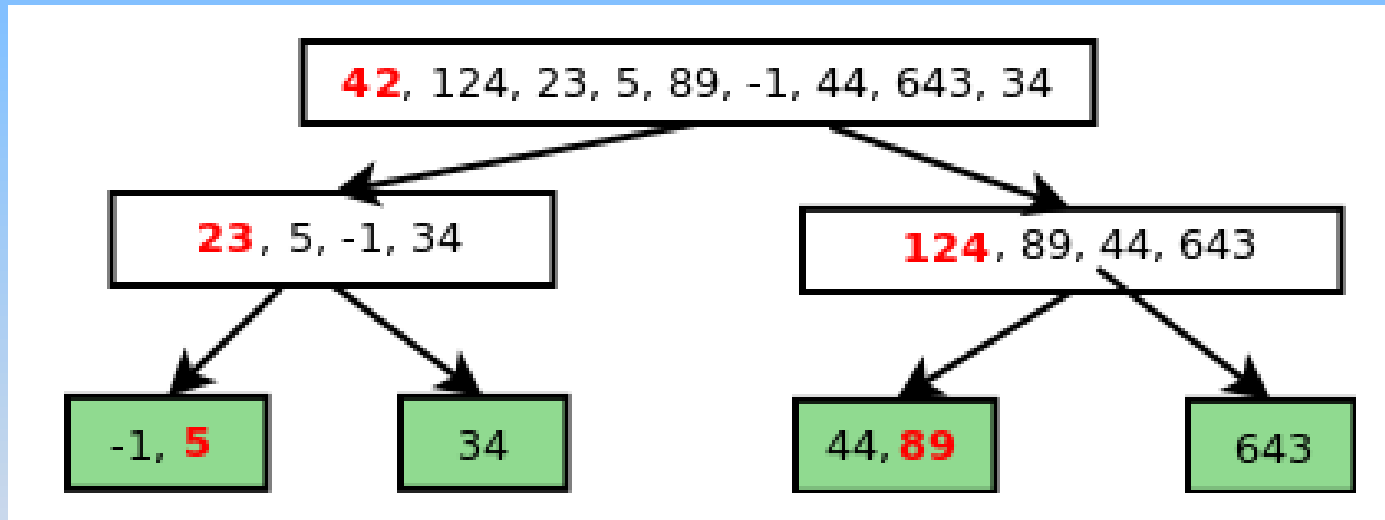 42, 124, 23, 5, 89, -1, 44, 643, 34
23, 5, -1, 34
124, 89, 44, 643
-1, 5
34
44, 89
643